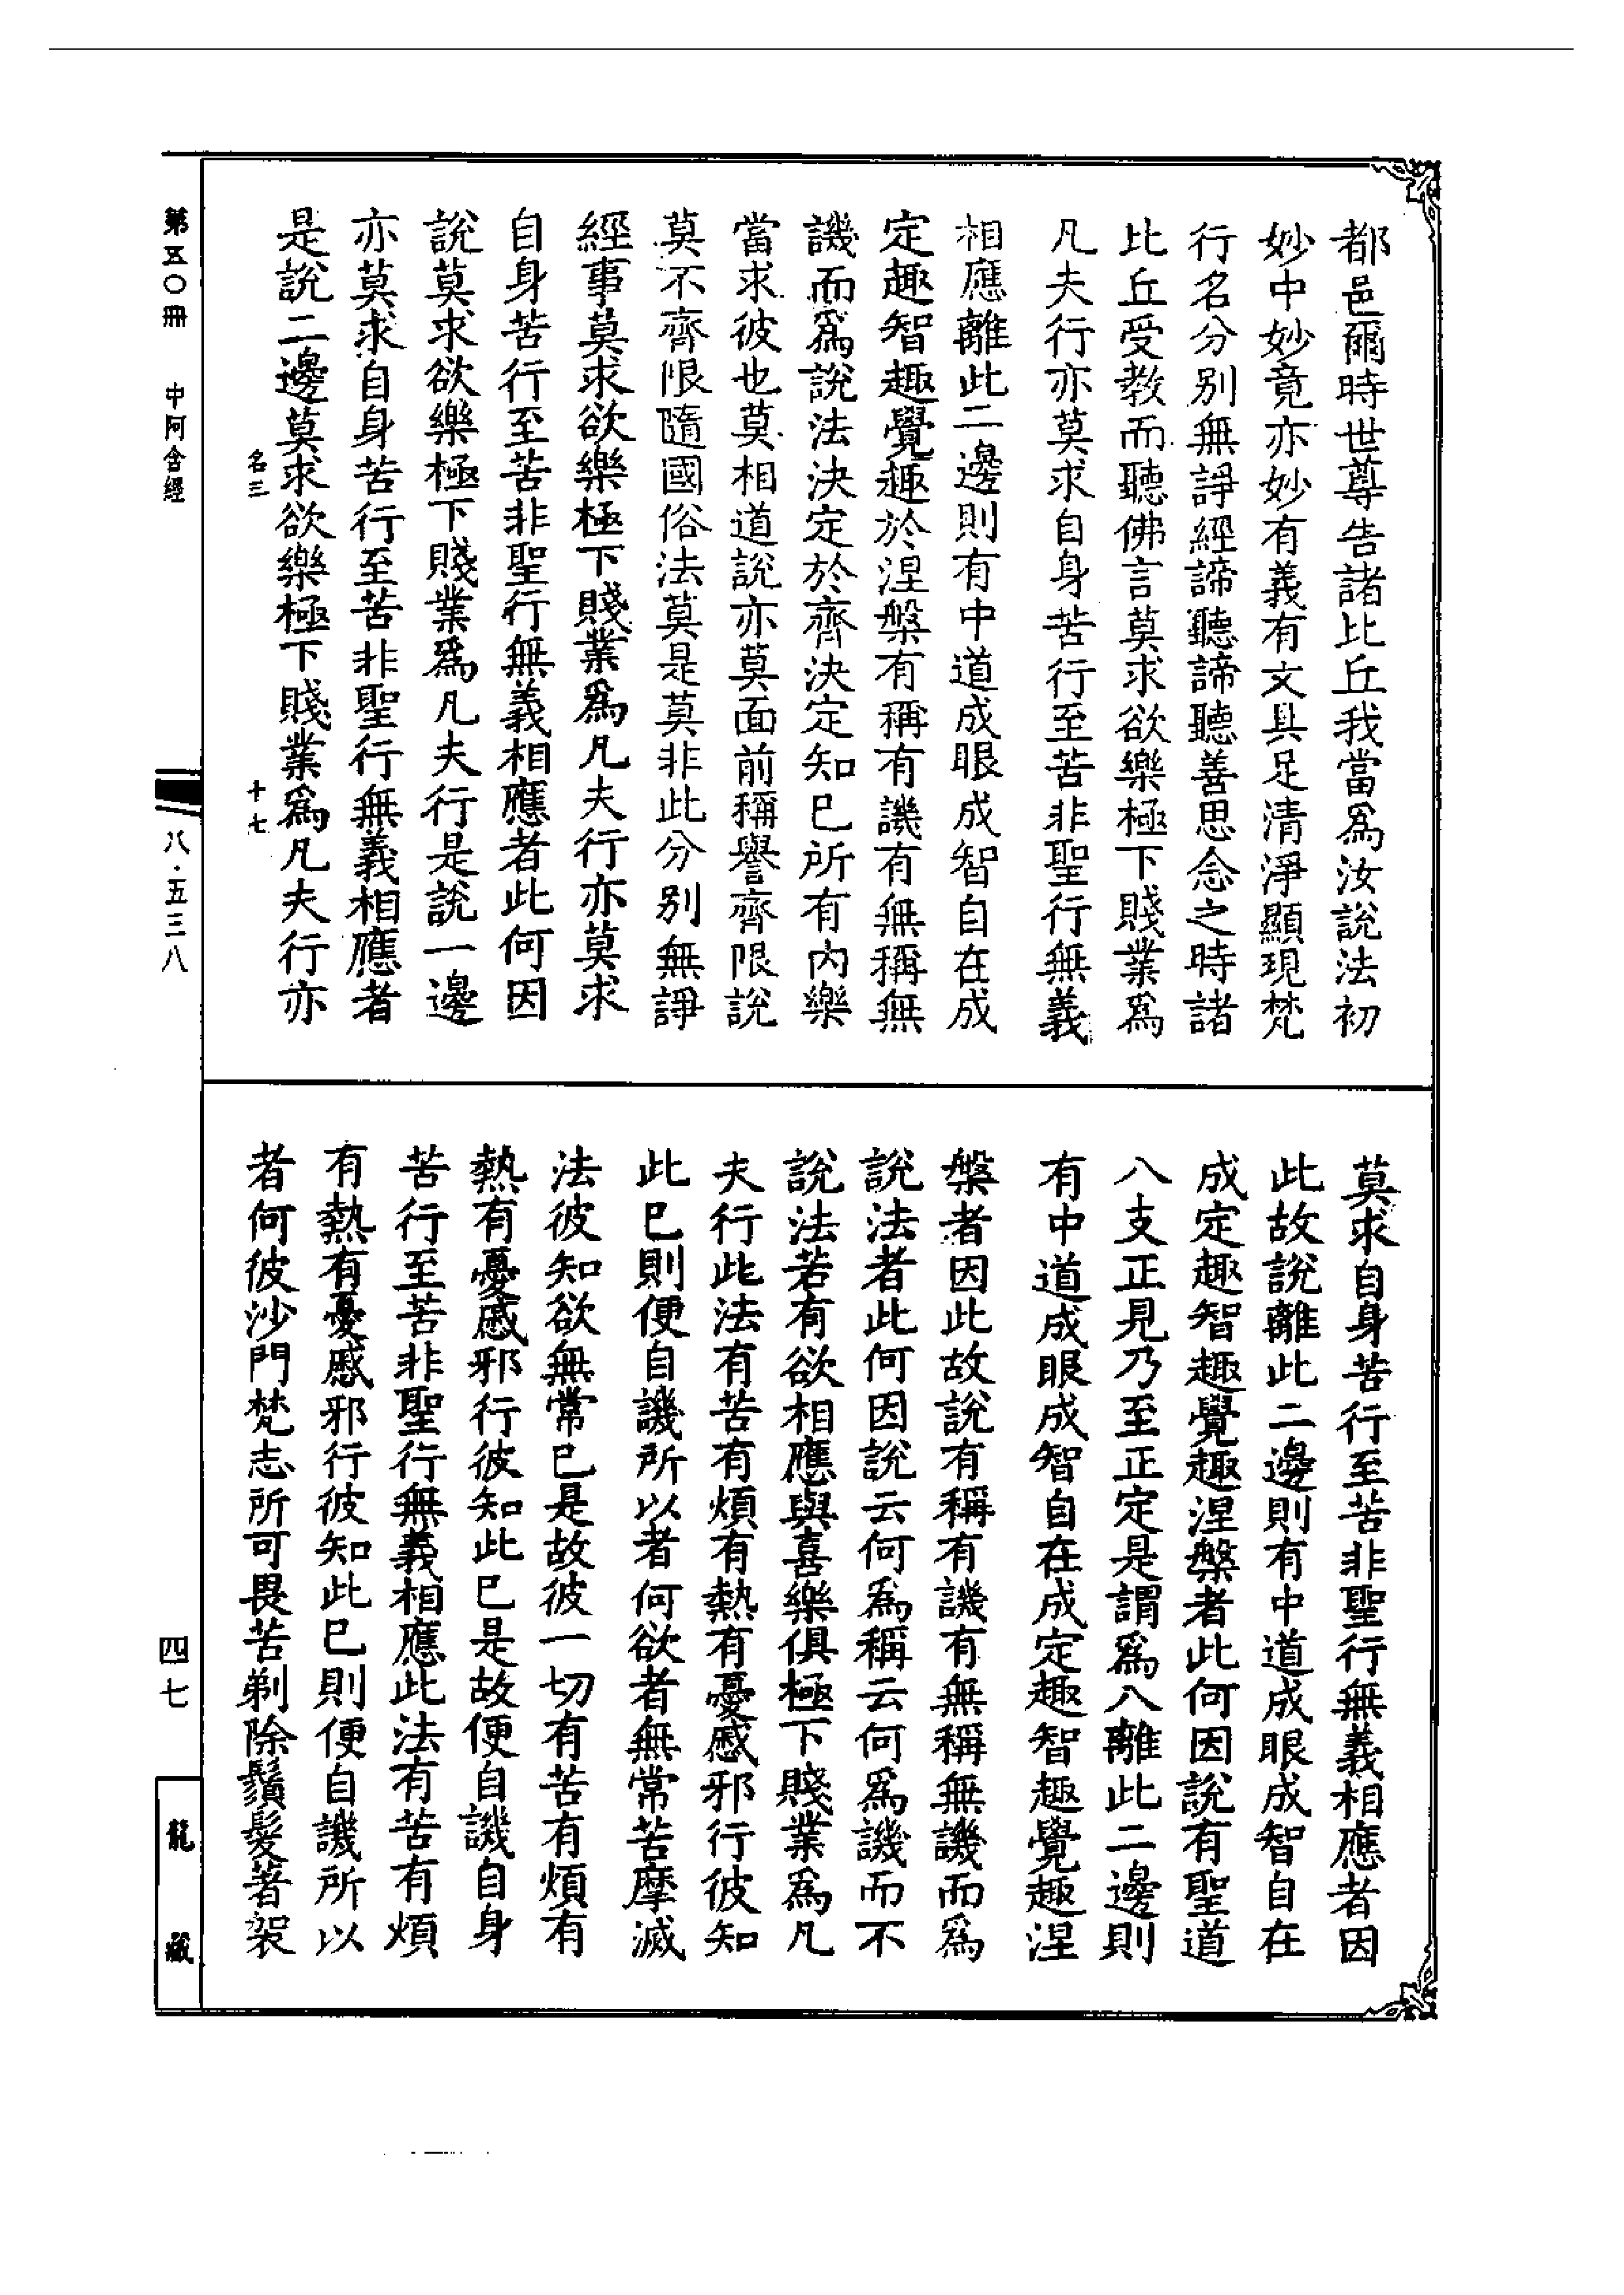 都邑爾時世尊告諸比丘我當爲汝說法初
妙中妙竟亦妙有義有文具足清淨顯現梵
行名分別無諍經諦聽諦聽善思念之時諸
比丘受教而聽佛言莫求欲樂極下賤業爲
凡夫行亦莫求自身苦行至苦非聖行無義
相應離此二邊則有中道成眼成智自在成
定趣智趣覺趣於涅槃有稱有譏有無稱無
譏而爲說法決定於齊決定知已所有內樂
當求彼也莫相道說亦莫面前稱譽齊限說
莫不齊限隨國俗法莫是莫非此分別無諍
經事莫求欲樂極下賤業爲凡夫行亦莫求
自身苦行至苦非聖行無義相應者此何因
說莫求欲樂極下賤業爲凡夫行是說一邊
亦莫求自身苦行至苦非聖行無義相應者
是說二邊莫求欲樂極下賤業爲凡夫行亦
名三 十七
莫求自身苦行至苦非聖行無義相應者因
此故說離此二邊則有中道成眼成智自在
成定趣智趣覺趣涅槃者此何因說有聖道
八支正見乃至正定是謂爲八離此二邊則
有中道成眼成智自在成定趣智趣覺趣涅
槃者因此故說有稱有譏有無稱無譏而爲
說法者此何因說云何爲稱云何爲譏而不
說法若有欲相應與喜樂俱極下賤業爲凡
夫行此法有苦有煩有熱有憂慼邪行彼知
此已則便自譏所以者何欲者無常苦摩滅
法彼知欲無常已是故彼一切有苦有煩有
熱有憂慼邪行彼知此已是故便自譏自身
苦行至苦非聖行無義相應此法有苦有煩
有熱有憂慼邪行彼知此已則便自譏所以
者何彼沙門梵志所可畏苦剃除鬚髮著袈
第五〇冊 中阿含經
八·五三八
四七
龍藏